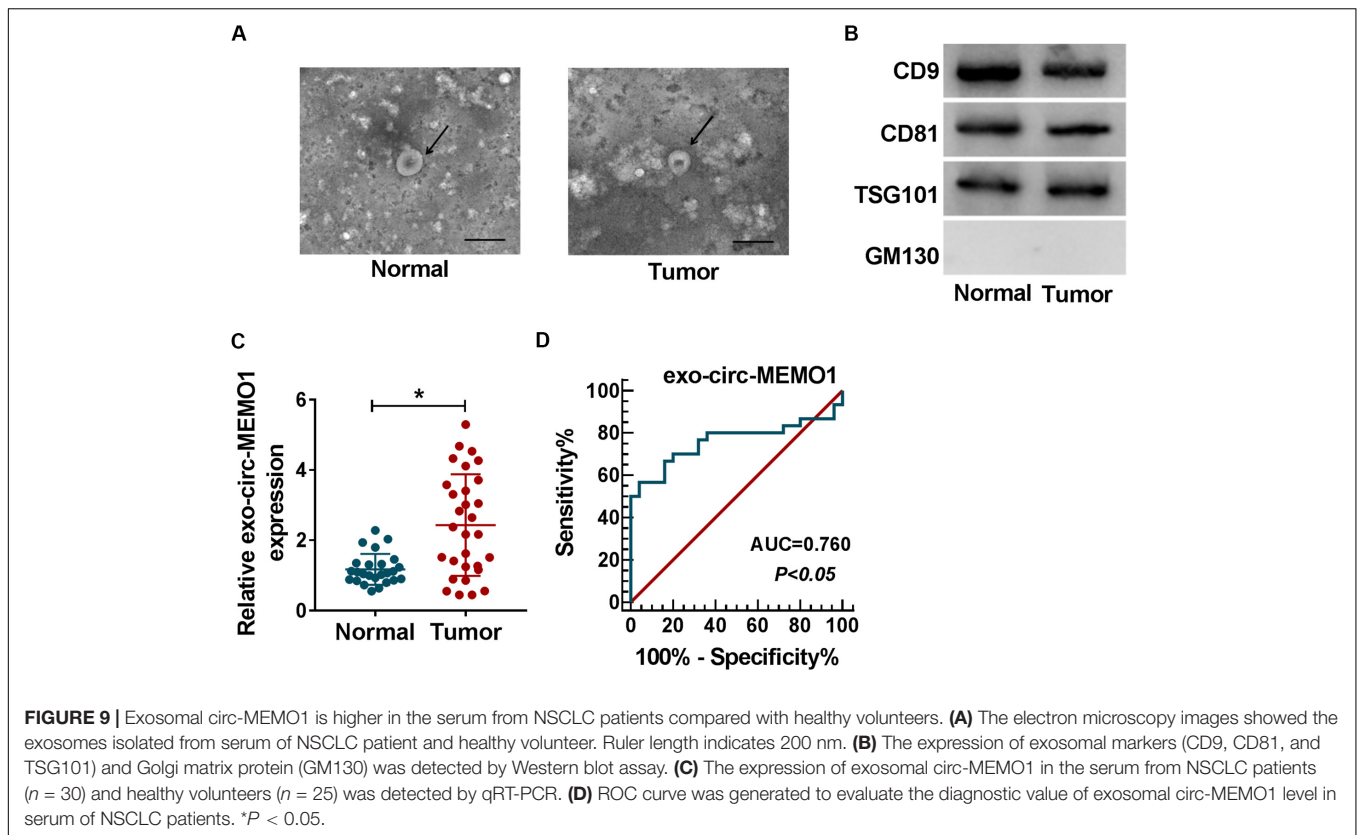 A
Normal
Tumor
B
CD9
CD81
TSG101
GM130
Normal Tumor
C
Relative exo-circ-MEMO1
expression
6
4
2
0
Normal Tumor
*
D
exo-circ-MEMO1
Sensitivity%
100
80
60
40
20
0
AUC=0.760
P<0.05
0 20 40 60 80 100
100% - Specificity%
FIGURE 9 | Exosomal circ-MEMO1 is higher in the serum from NSCLC patients compared with healthy volunteers. (A) The electron microscopy images showed the
exosomes isolated from serum of NSCLC patient and healthy volunteer. Ruler length indicates 200 nm. (B) The expression of exosomal markers (CD9, CD81, and
TSG101) and Golgi matrix protein (GM130) was detected by Western blot assay. (C) The expression of exosomal circ-MEMO1 in the serum from NSCLC patients
(n = 30) and healthy volunteers (n = 25) was detected by qRT-PCR. (D) ROC curve was generated to evaluate the diagnostic value of exosomal circ-MEMO1 level in
serum of NSCLC patients. *P < 0.05.